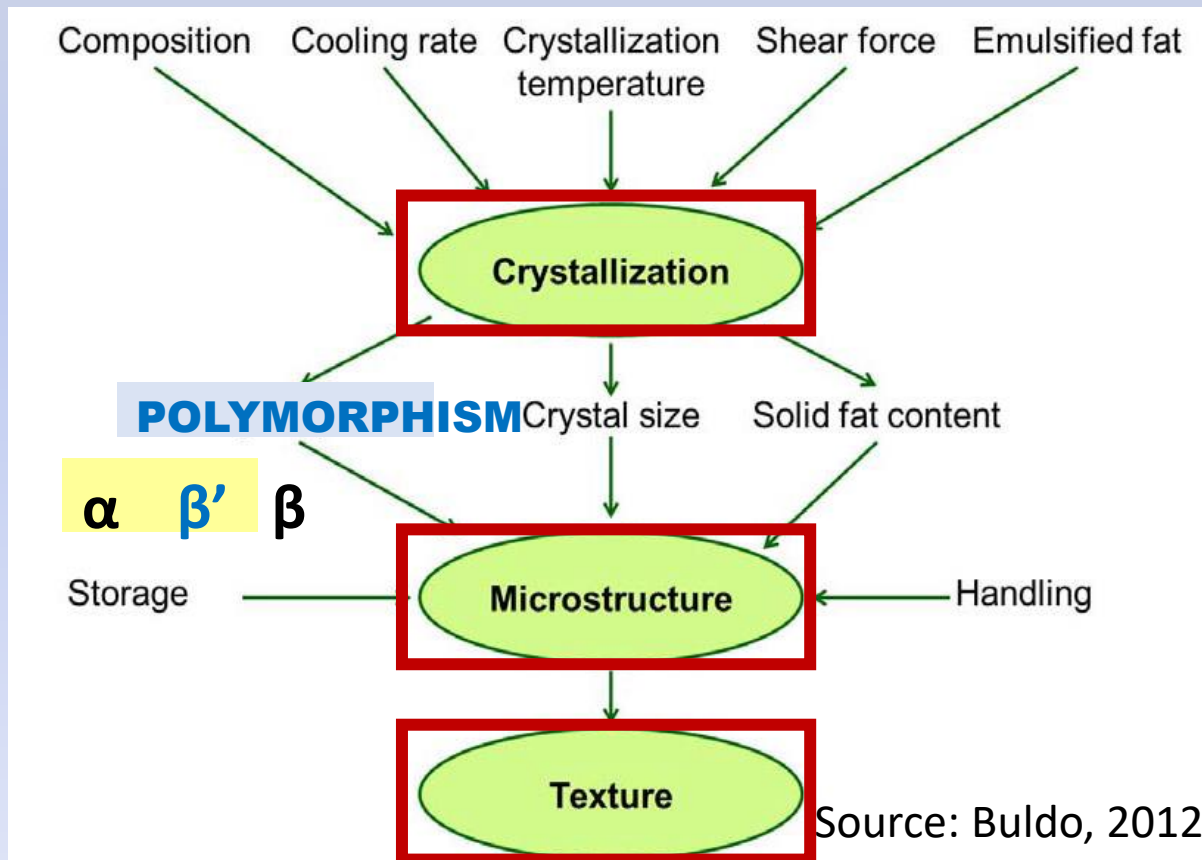 Composition Cooling rate Crystallization temperature Shear force Emulsified fat
Crystallization
POLYMORPHISM Crystal size Solid fat content
α β’ β
Storage Microstructure Handling
Texture
Source: Buldo, 2012